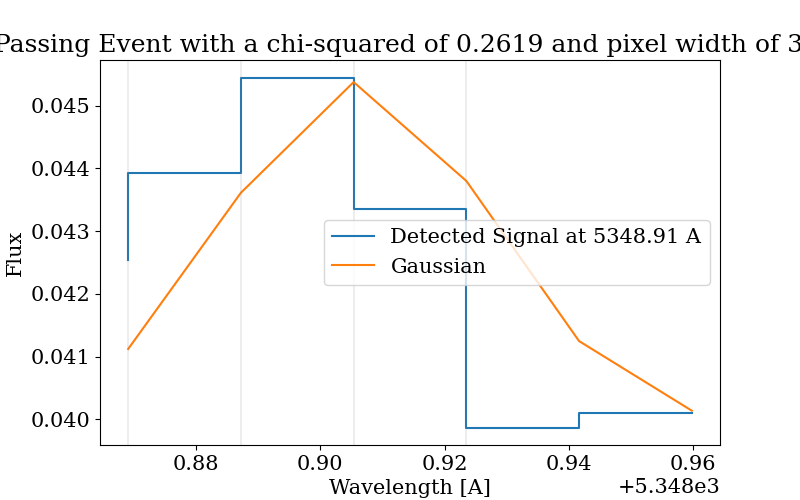 Passing Event with a chi-squared of 0.2619 and pixel width of 3
0.045
0.044
0.043
0.042
0.041
0.040
Flux
Detected Signal at 5348.91 A
Gaussian
0.88 0.90 0.92 0.94 0.96
+5.348e3
Wavelength [A]